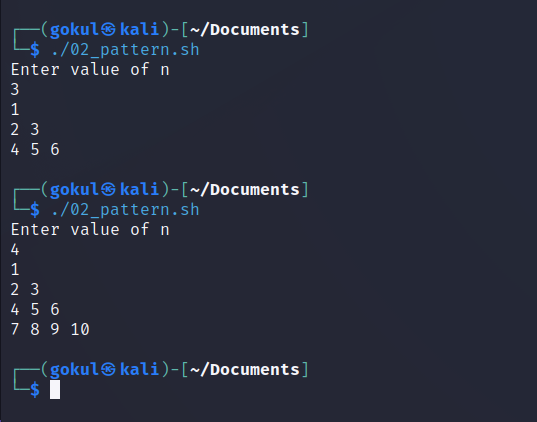 ┌──(gokul㉿kali)-[~/Documents]
└─$ ./02_pattern.sh
Enter value of n
3
1
2 3
4 5 6
┌──(gokul㉿kali)-[~/Documents]
└─$ ./02_pattern.sh
Enter value of n
4
1
2 3
4 5 6
7 8 9 10
┌──(gokul㉿kali)-[~/Documents]
└─$